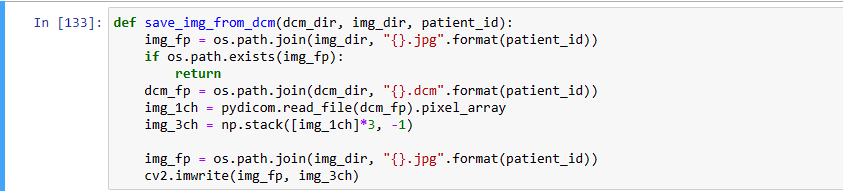 In [133]: def save_img_from_dcm(dcm_dir, img_dir, patient_id):
    img_fp = os.path.join(img_dir, "{}.jpg".format(patient_id))
    if os.path.exists(img_fp):
        return
    dcm_fp = os.path.join(dcm_dir, "{}.dcm".format(patient_id))
    img_1ch = pydicom.read_file(dcm_fp).pixel_array
    img_3ch = np.stack([img_1ch]*3, -1)

    img_fp = os.path.join(img_dir, "{}.jpg".format(patient_id))
    cv2.imwrite(img_fp, img_3ch)